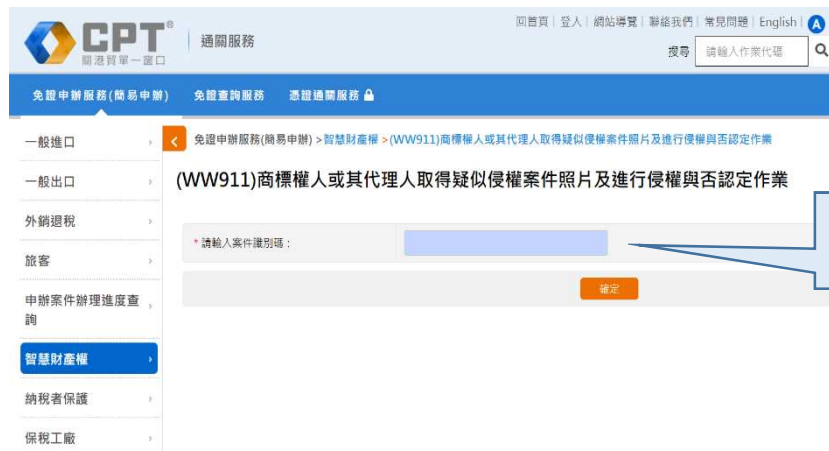 回首頁 | 登入 | 網站導覽 | 聯絡我們 | 常見問題 | English | A
CPT®
關港貿單一窗口
通關服務
搜尋 請輸入作業代碼
免證申辦服務(簡易申辦) 免證查詢服務 憑證通關服務
一般進口
一般出口
外銷退稅
旅客
申辦案件辦理進度查
詢
智慧財產權
納稅者保護
保稅工廠
免證申辦服務(簡易申辦) > 智慧財產權 > (WW911)商標權人或其代理人取得疑似侵權案件照片及進行侵權與否認定作業
(WW911)商標權人或其代理人取得疑似侵權案件照片及進行侵權與否認定作業
* 請輸入案件識別碼：
確定